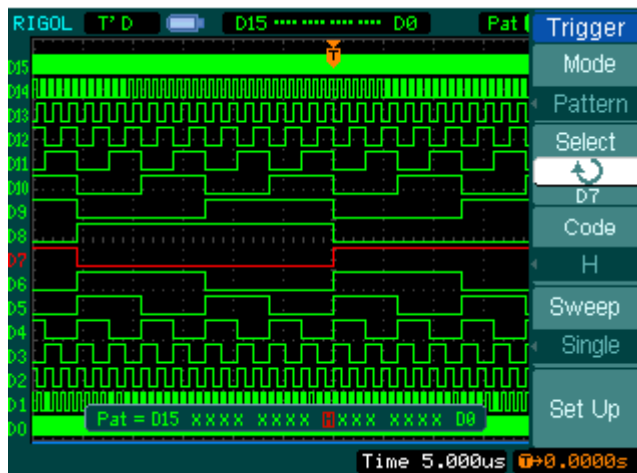 RIGOL T'D D15 ···· ···· ···· ···· D0 Pat
Trigger
Mode
Pattern
Select
D7
Code
H
Sweep
Single
Set Up
D15
D14
D13
D12
D11
D10
D9
D8
D7
D6
D5
D4
D3
D2
D1
D0
T
Pat = D15 XXXX XXXX HXXX XXXX D0
Time 5.000us T→0.0000s